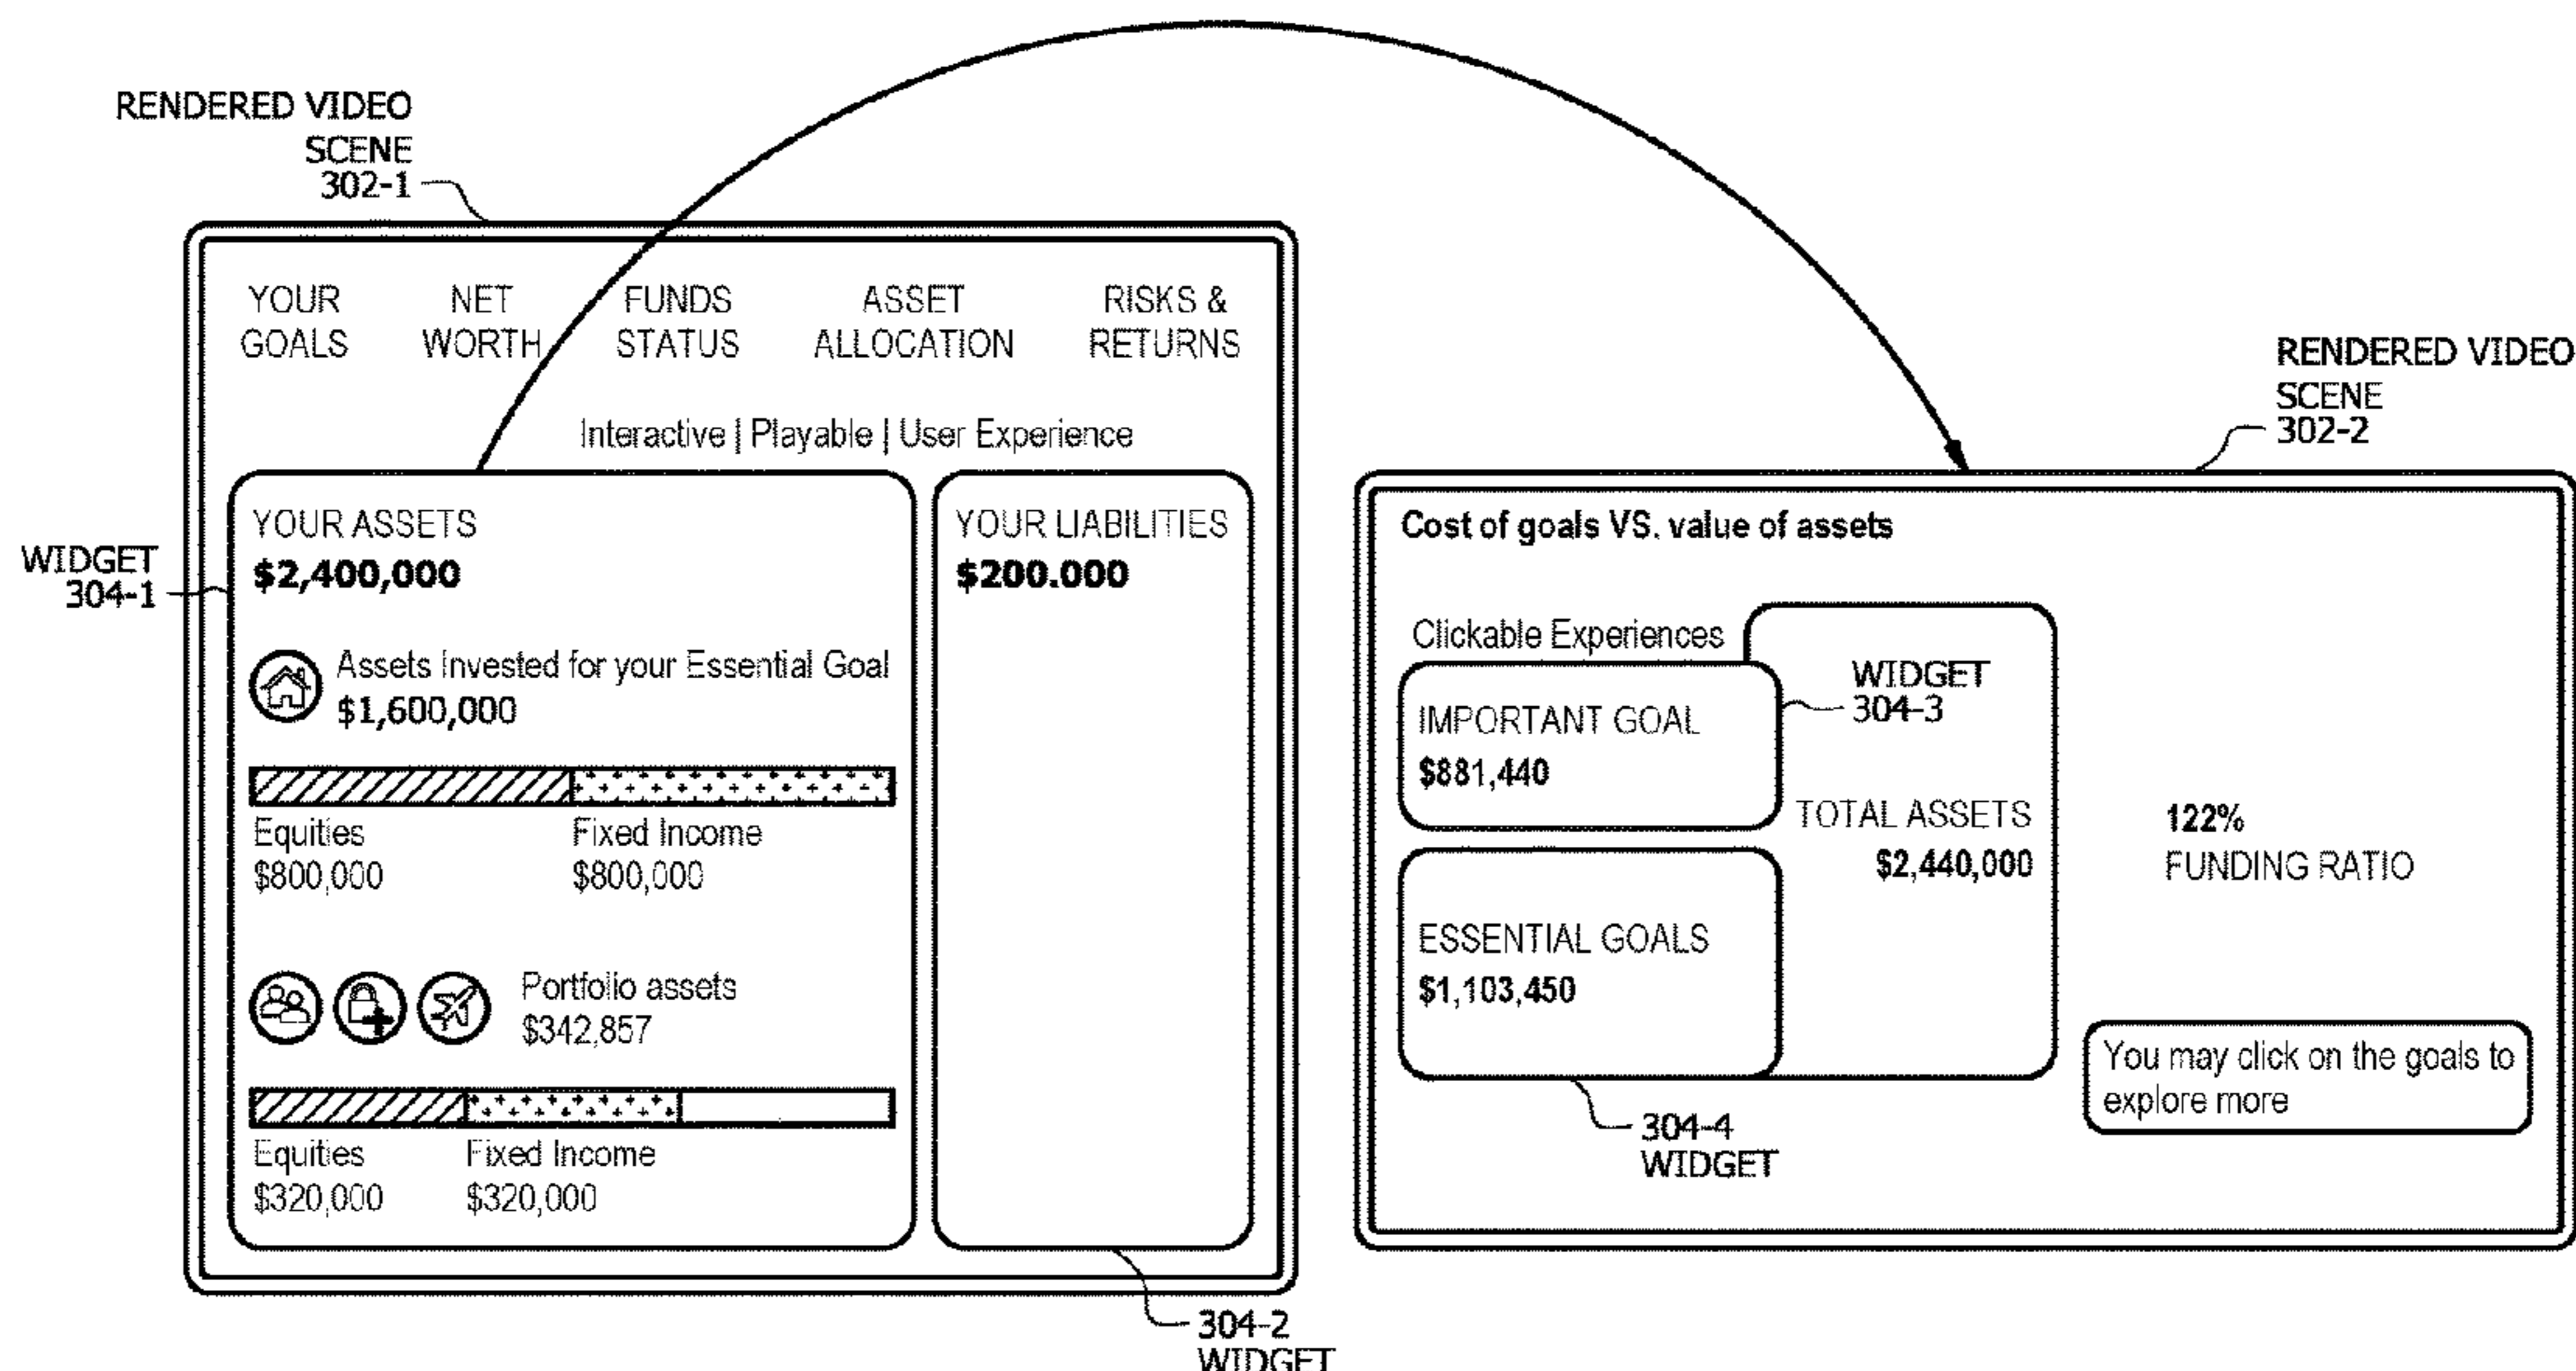 RENDERED VIDEO
SCENE
302-1
YOUR
GOALS
NET
WORTH
FUNDS
STATUS
ASSET
ALLOCATION
RISKS &
RETURNS
Interactive | Playable | User Experience
WIDGET
304-1
YOUR ASSETS
$2,400,000
Assets Invested for your Essential Goal
$1,600,000
Equities
$800,000
Fixed Income
$800,000
Portfolio assets
$342,857
Equities
$320,000
Fixed Income
$320,000
YOUR LIABILITIES
$200.000
304-2
WIDGET
RENDERED VIDEO
SCENE
302-2
Cost of goals VS. value of assets
Clickable Experiences
WIDGET
304-3
IMPORTANT GOAL
$881,440
TOTAL ASSETS
$2,440,000
122%
FUNDING RATIO
ESSENTIAL GOALS
$1,103,450
You may click on the goals to
explore more
304-4
WIDGET